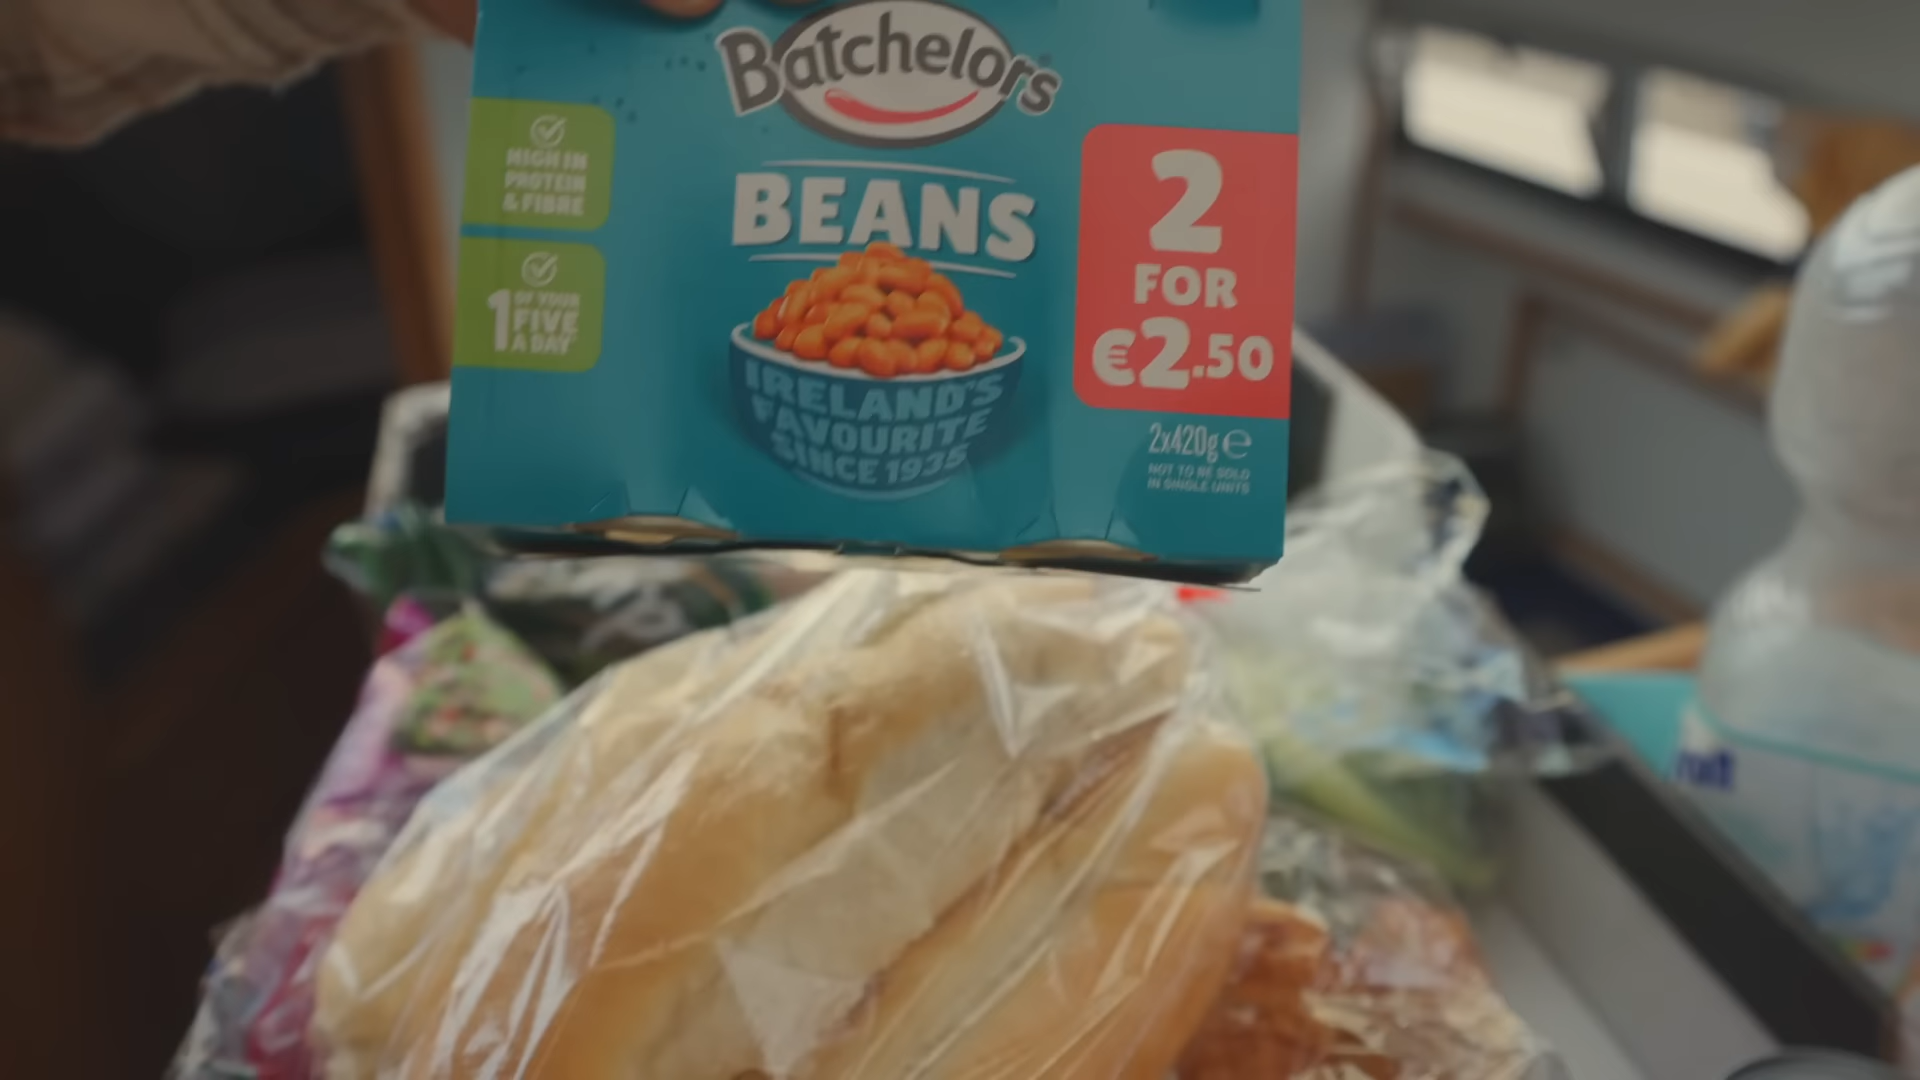 Batchelors
BEANS
HIGH IN
PROTEIN
& FIBRE
1 OF YOUR
FIVE
A DAY
IRELAND'S
FAVOURITE
SINCE 1935
2
FOR
€2.50
2x420g e
NOT TO BE SOLD
IN SINGLE UNITS